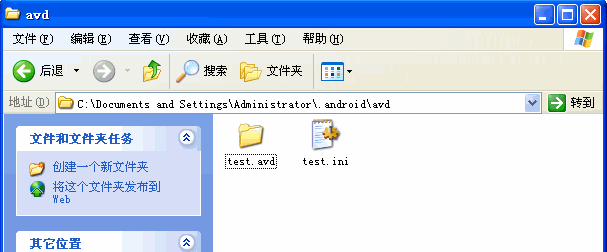 avd
文件(F) 编辑(E) 查看(V) 收藏(A) 工具(T) 帮助(H)
后退 搜索 文件夹
地址(D) C:\Documents and Settings\Administrator\.android\avd 转到
文件和文件夹任务
创建一个新文件夹
将这个文件夹发布到
Web
test.avd test.ini
其它位置